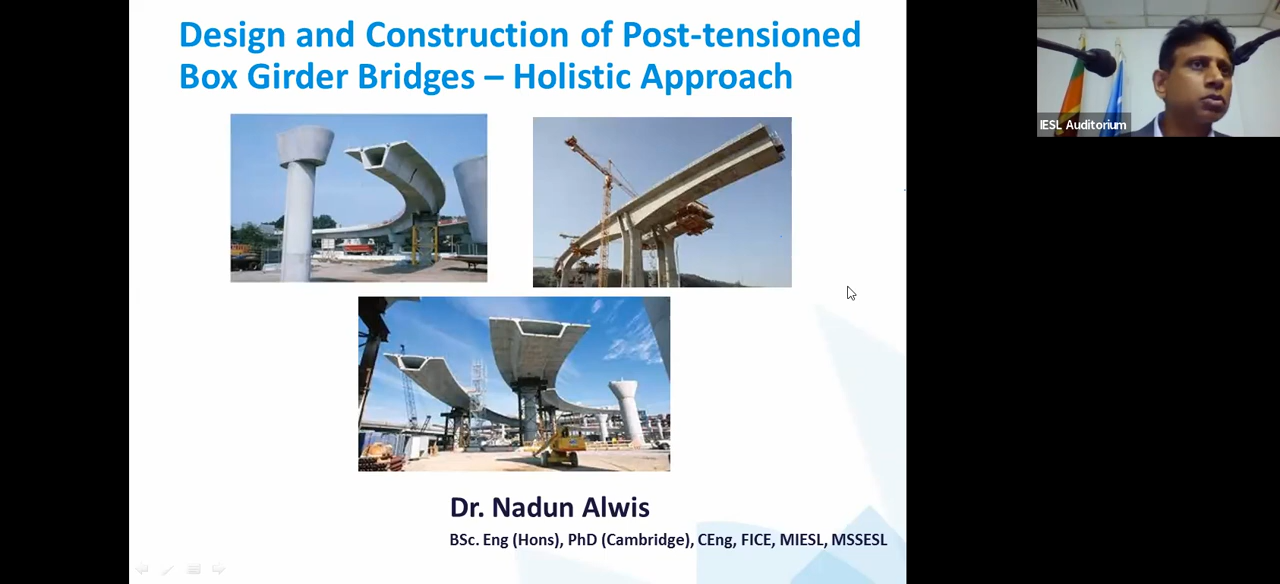 Design and Construction of Post-tensioned
Box Girder Bridges – Holistic Approach
IESL Auditorium
Dr. Nadun Alwis
BSc. Eng (Hons), PhD (Cambridge), CEng, FICE, MIESL, MSSESL